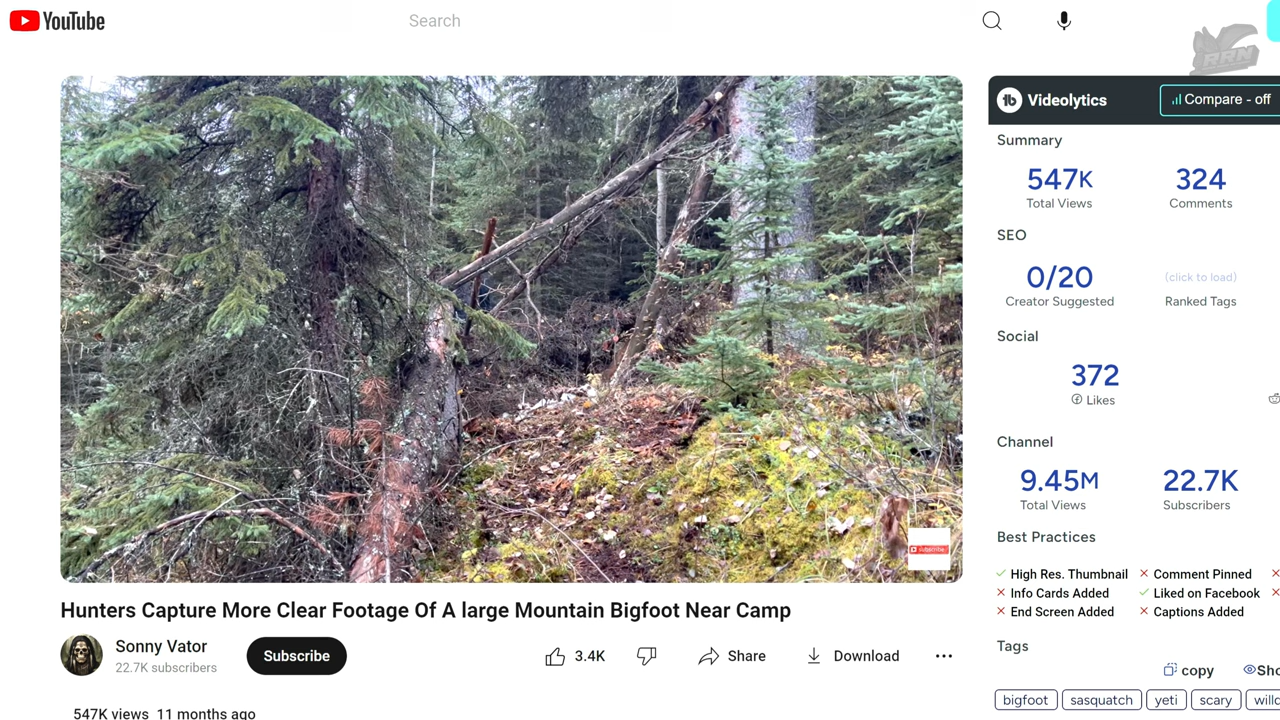 YouTube
Search
RRN
Videolytics
Compare - off
Summary
547K
324
Total Views
Comments
SEO
0/20
(click to load)
Creator Suggested
Ranked Tags
Social
372
Likes
Channel
9.45M
22.7K
Total Views
Subscribers
Best Practices
High Res. Thumbnail
Comment Pinned
Info Cards Added
Liked on Facebook
End Screen Added
Captions Added
Tags
copy
Sho
bigfoot
sasquatch
yeti
scary
willd
subscribe
Hunters Capture More Clear Footage Of A large Mountain Bigfoot Near Camp
Sonny Vator
22.7K subscribers
Subscribe
3.4K
Share
Download
547K views 11 months ago